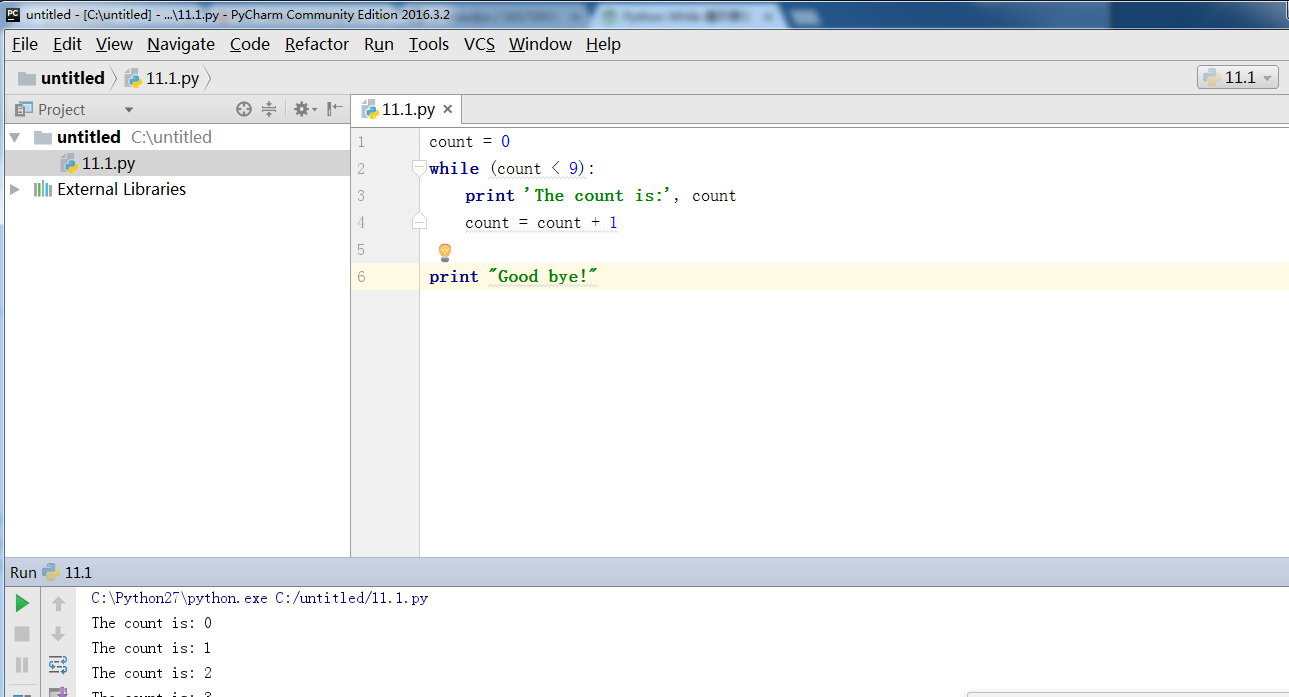 untitled - [C:\untitled] - ...\11.1.py - PyCharm Community Edition 2016.3.2
File Edit View Navigate Code Refactor Run Tools VCS Window Help
untitled 11.1.py 11.1
Project 11.1.py
untitled C:\untitled
11.1.py
External Libraries
1 count = 0
2 while (count < 9):
3 print 'The count is:', count
4 count = count + 1
5
6 print "Good bye!"
Run 11.1
C:\Python27\python.exe C:/untitled/11.1.py
The count is: 0
The count is: 1
The count is: 2
The count is: 3